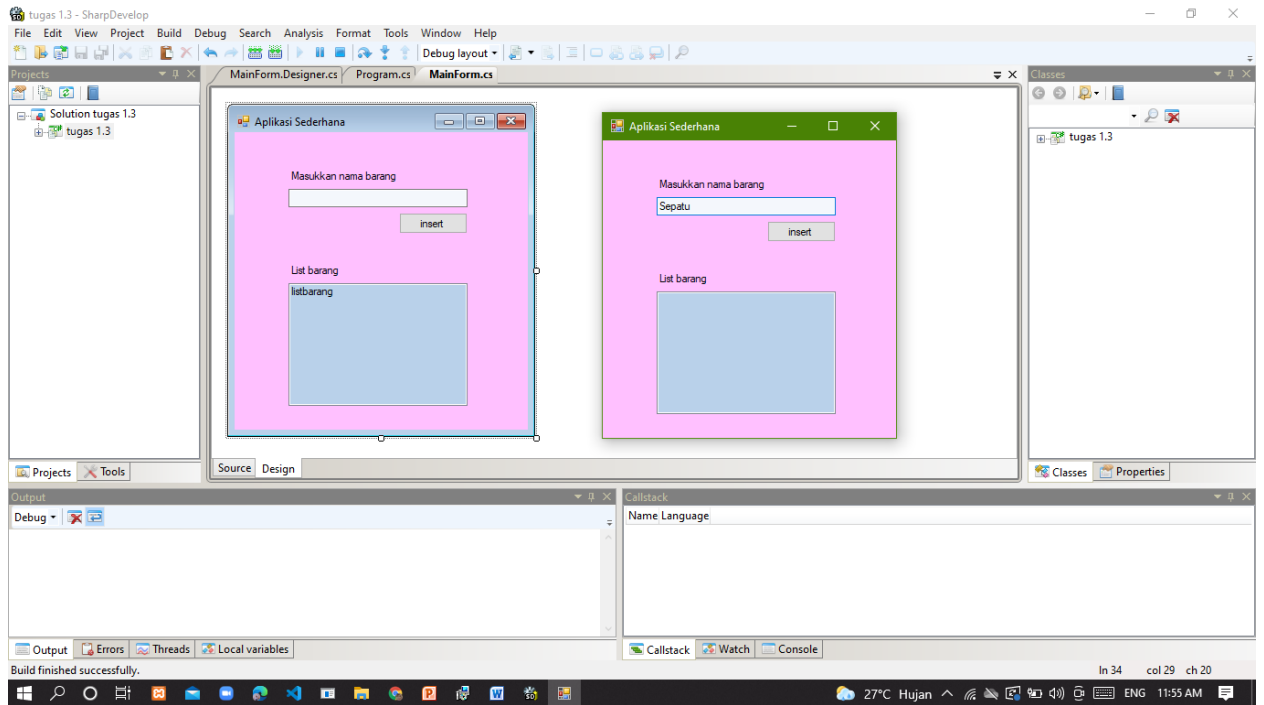 tugas 1.3 - SharpDevelop
File Edit View Project Build Debug Search Analysis Format Tools Window Help
Debug layout
Projects
MainForm.Designer.cs Program.cs MainForm.cs
Classes
Solution tugas 1.3
tugas 1.3
tugas 1.3
Aplikasi Sederhana
Masukkan nama barang
insert
List barang
listbarang
Aplikasi Sederhana
Masukkan nama barang
Sepatu
insert
List barang
Projects Tools
Source Design
Classes Properties
Output
Debug
Callstack
Name Language
Output Errors Threads Local variables
Callstack Watch Console
Build finished successfully.
ln 34 col 29 ch 20
27°C Hujan ENG 11:55 AM